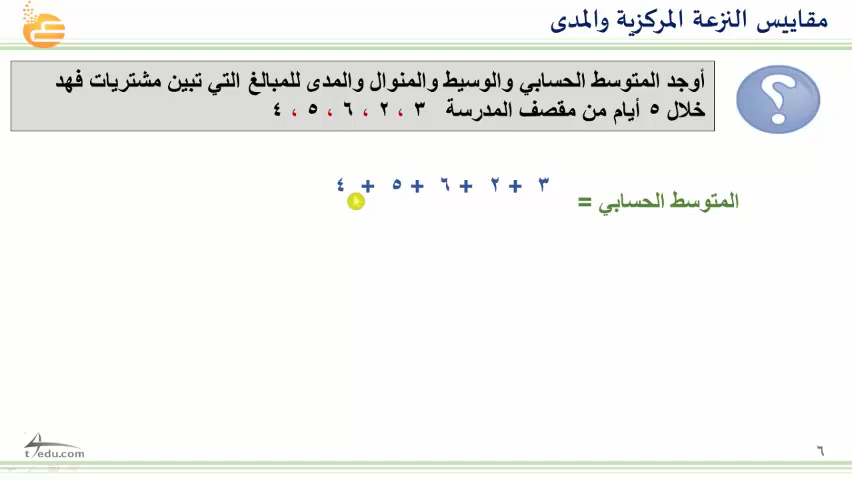 مقاييس النزعة المركزية والمدى
؟
أوجد المتوسط الحسابي والوسيط والمنوال والمدى للمبالغ التي تبين مشتريات فهد
خلال ٥ أيام من مقصف المدرسة ٣ ، ٢ ، ٦ ، ٥ ، ٤
المتوسط الحسابي = ٣ + ٢ + ٦ + ٥ + ٤
t4edu.com
٦